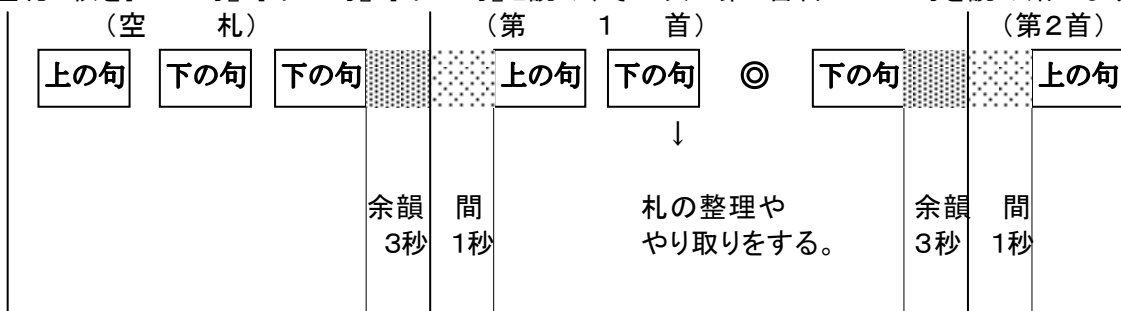 (空 札) (第 1 首) (第2首)
上の句 下の句 下の句 上の句 下の句 ◎ 下の句 上の句
↓
余韻 間 札の整理や 余韻 間
3秒 1秒 やり取りをする。 3秒 1秒